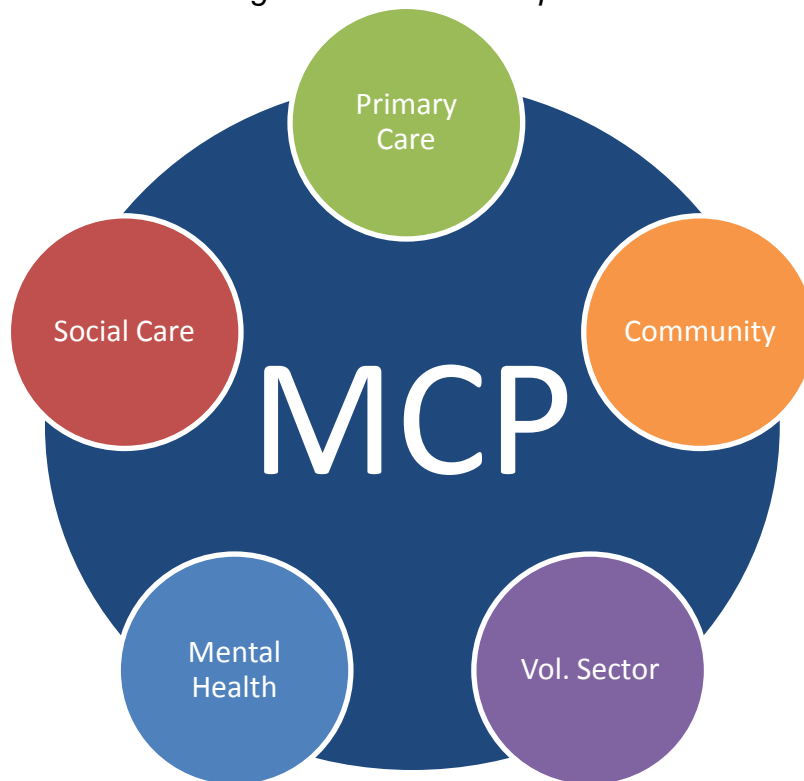 Primary
Care
Social Care
Community
MCP
Mental
Health
Vol. Sector